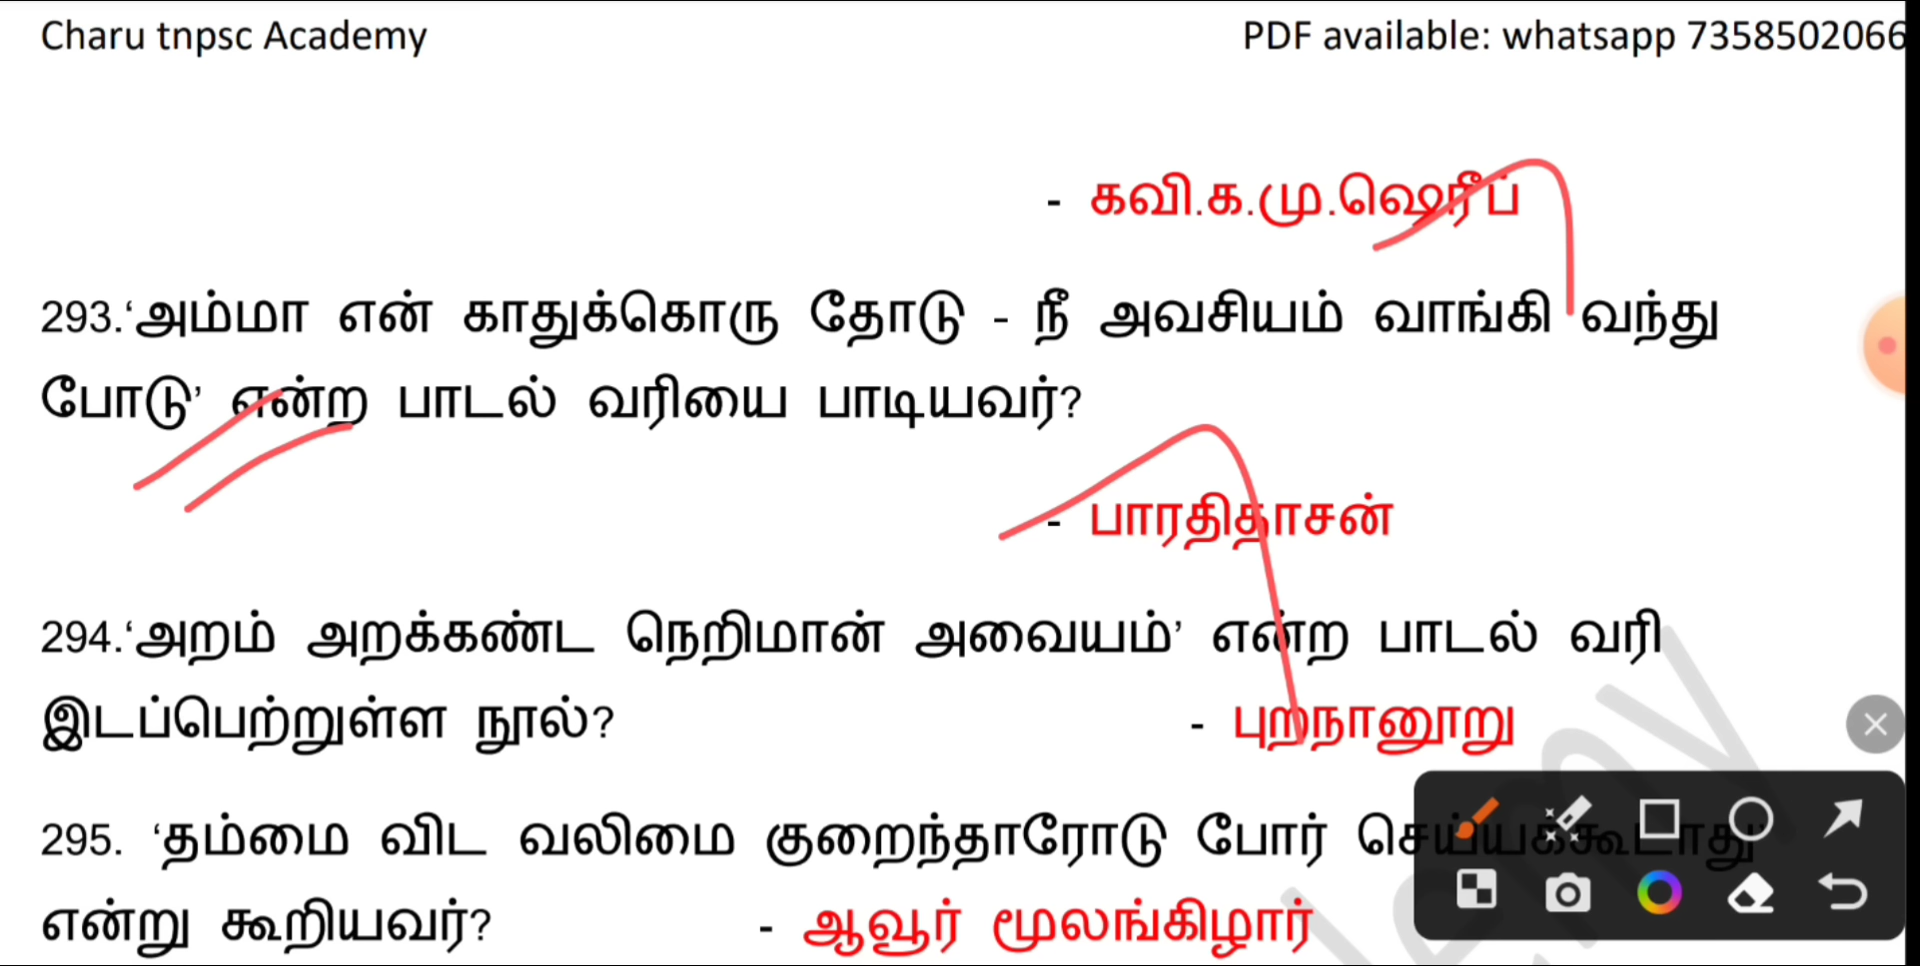 Charu tnpsc Academy PDF available: whatsapp 7358502066
- கவி.க.மு.ஷெரீப்
293.‘அம்மா என் காதுக்கொரு தோடு - நீ அவசியம் வாங்கி வந்து
போடு’ என்ற பாடல் வரியை பாடியவர்?
- பாரதிதாசன்
294.‘அறம் அறக்கண்ட நெறிமான் அவையம்’ என்ற பாடல் வரி
இடப்பெற்றுள்ள நூல்? - புறநானூறு
295. ‘தம்மை விட வலிமை குறைந்தாரோடு போர் செய்யக்கூடாது’
என்று கூறியவர்? - ஆவூர் மூலங்கிழார்